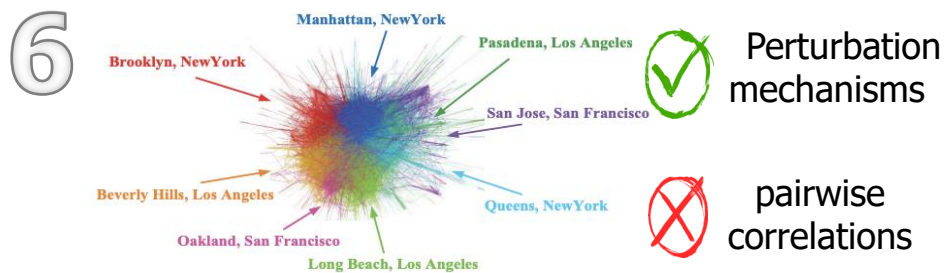 6
Manhattan, NewYork
Pasadena, Los Angeles
Brooklyn, NewYork
San Jose, San Francisco
Beverly Hills, Los Angeles
Queens, NewYork
Oakland, San Francisco
Long Beach, Los Angeles
Perturbation
mechanisms
pairwise
correlations